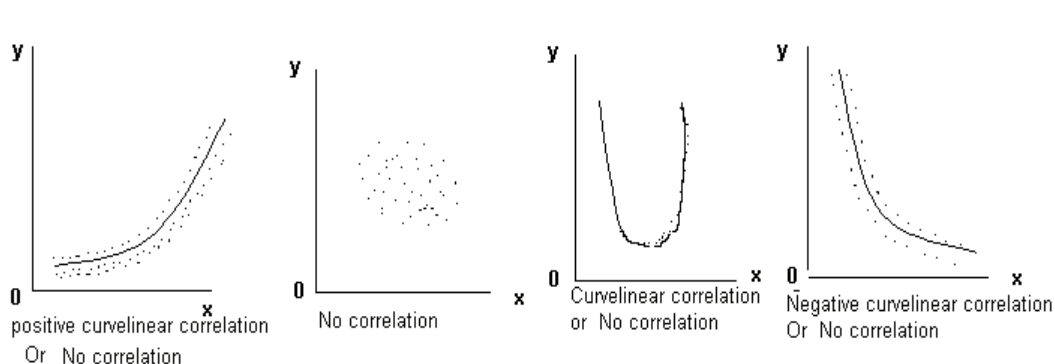 y
0
x
positive curvelinear correlation
Or No correlation
y
0
x
No correlation
y
0
x
Curvelinear correlation
or No correlation
y
0
x
Negative curvelinear correlation
Or No correlation